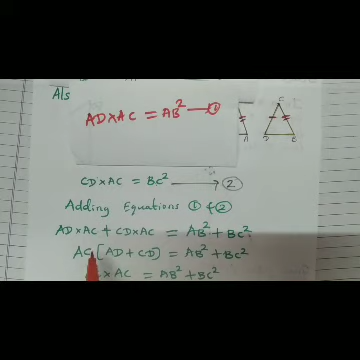 Als
AD×AC = AB² ①
CD×AC = BC² ②
Adding Equations ① & ②
AD×AC + CD×AC = AB² + BC²
AC [AD + CD] = AB² + BC²
×AC = AB² + BC²